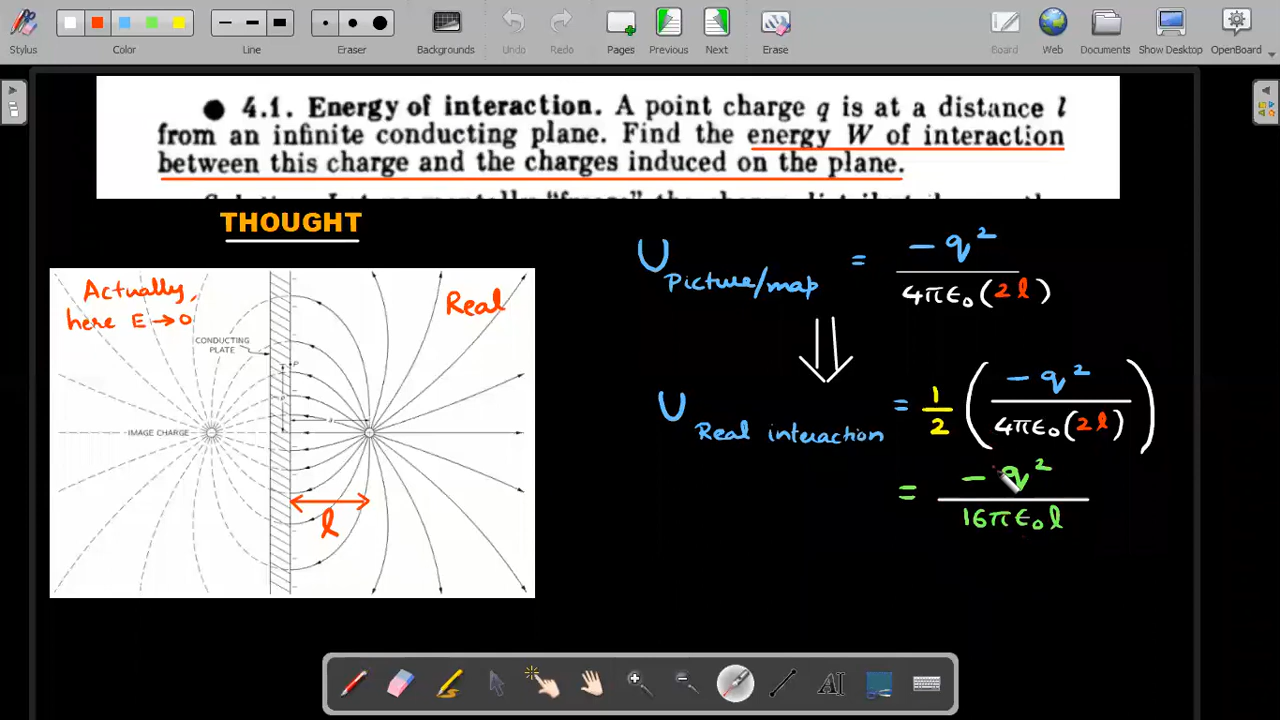 Stylus
Color
Line
Eraser
Backgrounds
Undo
Redo
Pages
Previous
Next
Erase
Board
Web
Documents
Show Desktop
OpenBoard
● 4.1. Energy of interaction. A point charge q is at a distance l
from an infinite conducting plane. Find the energy W of interaction
between this charge and the charges induced on the plane.
THOUGHT
Actually,
here E → 0
Real
CONDUCTING
PLATE
P
ρ
a
IMAGE CHARGE
l
U Picture/map = -q² / 4πε₀(2l)
⇓
U Real interaction = 1/2 ( -q² / 4πε₀(2l) )
= -q² / 16πε₀l
AI